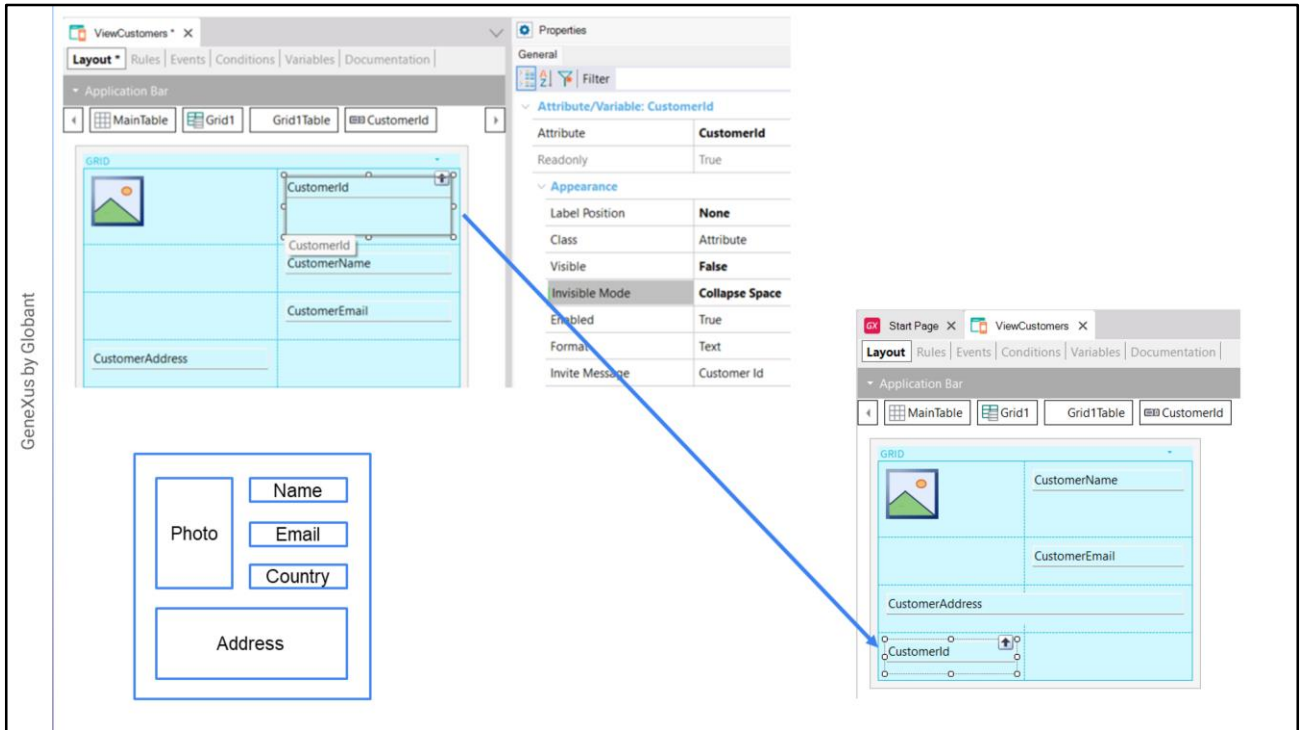 GeneXus by Globant
ViewCustomers * X
Layout * Rules Events Conditions Variables Documentation
Application Bar
MainTable Grid1 Grid1Table CustomerId
GRID
CustomerId
CustomerId
CustomerName
CustomerEmail
CustomerAddress
Properties
General
Filter
Attribute/Variable: CustomerId
Attribute CustomerId
Readonly True
Appearance
Label Position None
Class Attribute
Visible False
Invisible Mode Collapse Space
Enabled True
Format Text
Invite Message Customer Id
Photo
Name
Email
Country
Address
GX Start Page X ViewCustomers X
Layout Rules Events Conditions Variables Documentation
Application Bar
MainTable Grid1 Grid1Table CustomerId
GRID
CustomerName
CustomerEmail
CustomerAddress
CustomerId